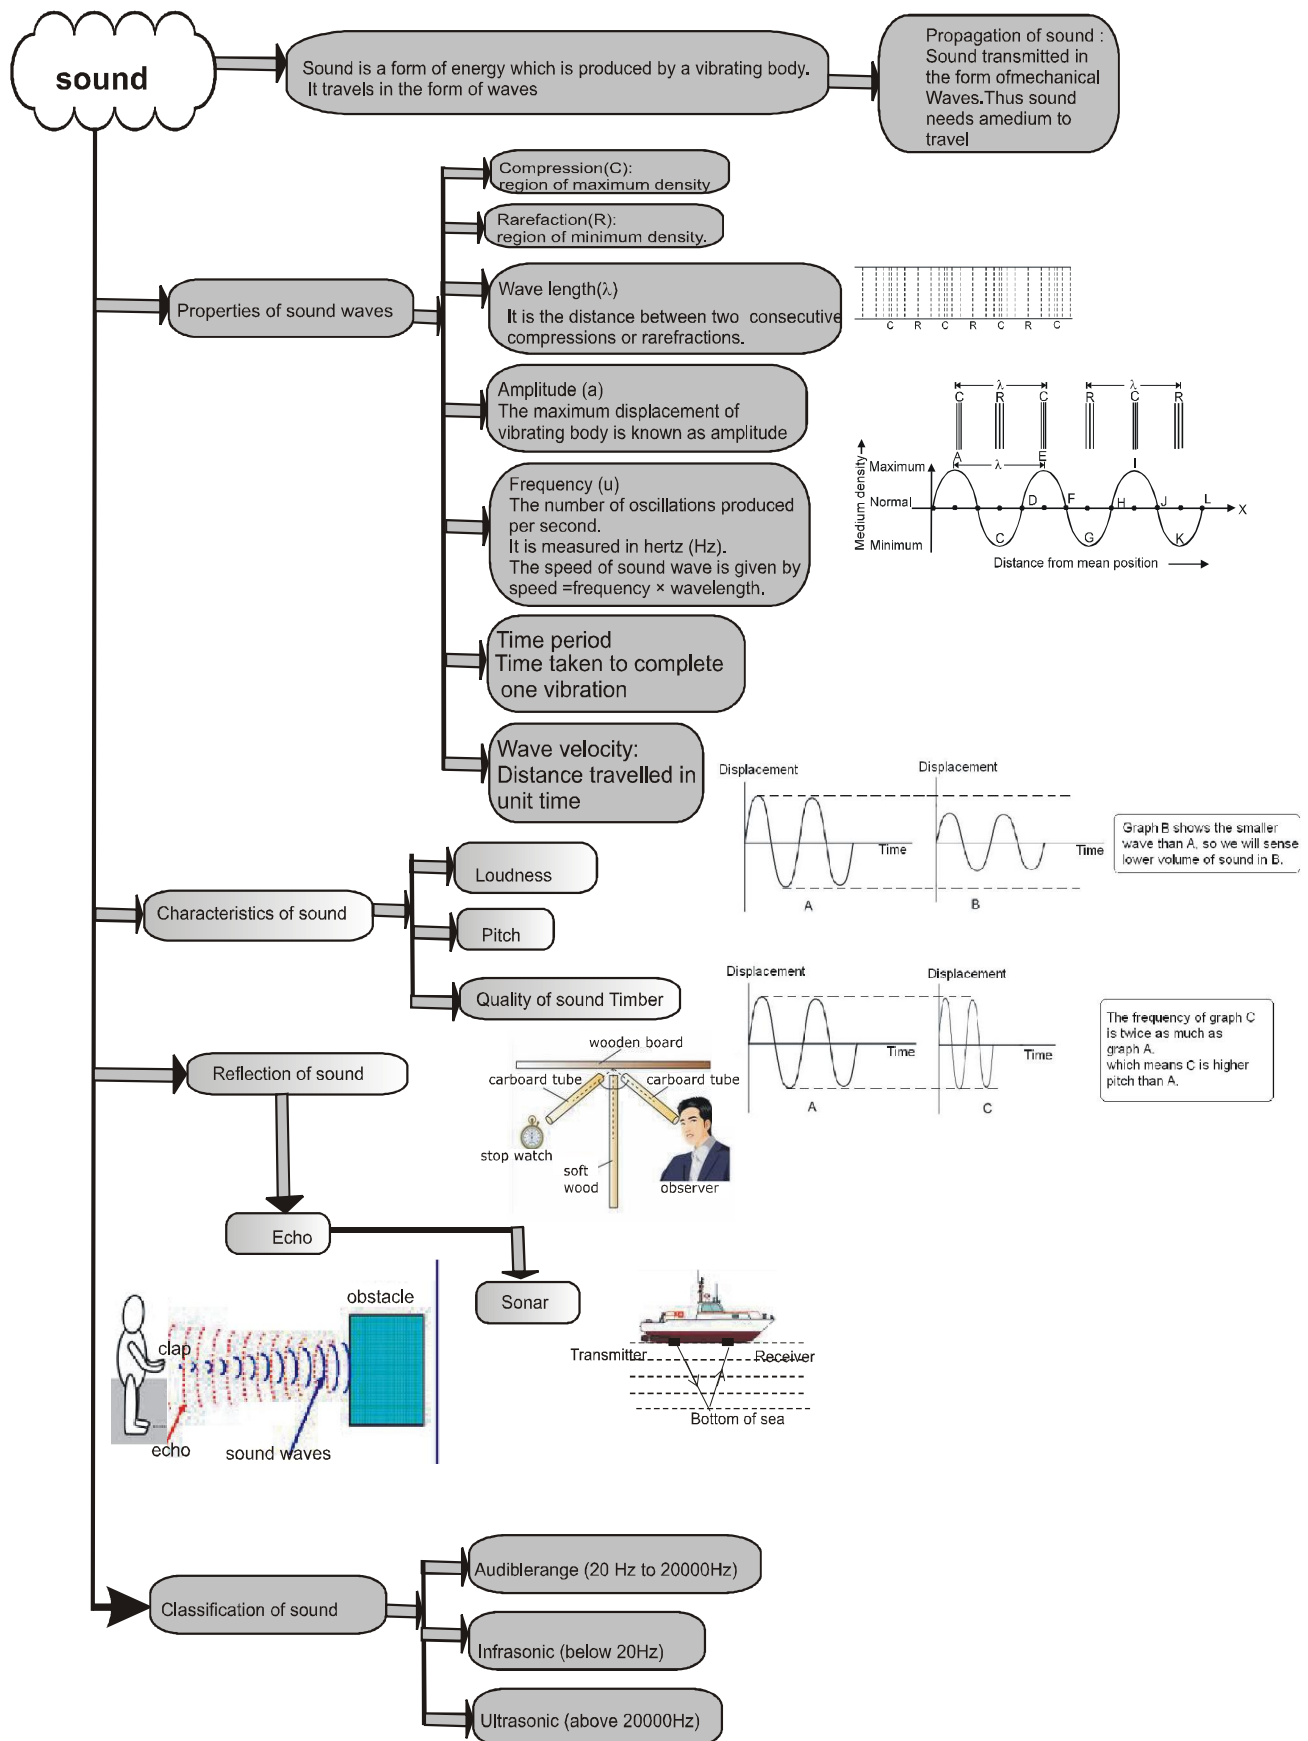 sound
Sound is a form of energy which is produced by a vibrating body.
It travels in the form of waves
Propagation of sound :
Sound transmitted in
the form ofmechanical
Waves.Thus sound
needs amedium to
travel
Properties of sound waves
Compression(C):
region of maximum density
Rarefaction(R):
region of minimum density.
Wave length(λ)
It is the distance between two consecutive
compressions or rarefractions.
C R C R C R C
Amplitude (a)
The maximum displacement of
vibrating body is known as amplitude
λ λ
C R C R C R
A E I
λ
Medium density
Maximum
Normal
Minimum
D F H J L X
C G K
Distance from mean position
Frequency (u)
The number of oscillations produced
per second.
It is measured in hertz (Hz).
The speed of sound wave is given by
speed =frequency × wavelength.
Time period
Time taken to complete
one vibration
Wave velocity:
Distance travelled in
unit time
Displacement
Time
A
Displacement
Time
B
Graph B shows the smaller
wave than A, so we will sense
lower volume of sound in B.
Characteristics of sound
Loudness
Pitch
Quality of sound Timber
Displacement
Time
A
Displacement
Time
C
The frequency of graph C
is twice as much as
graph A.
which means C is higher
pitch than A.
Reflection of sound
wooden board
carboard tube
carboard tube
stop watch
soft
wood
observer
Echo
Sonar
obstacle
clap
echo
sound waves
Transmitter
Receiver
Bottom of sea
Classification of sound
Audiblerange (20 Hz to 20000Hz)
Infrasonic (below 20Hz)
Ultrasonic (above 20000Hz)